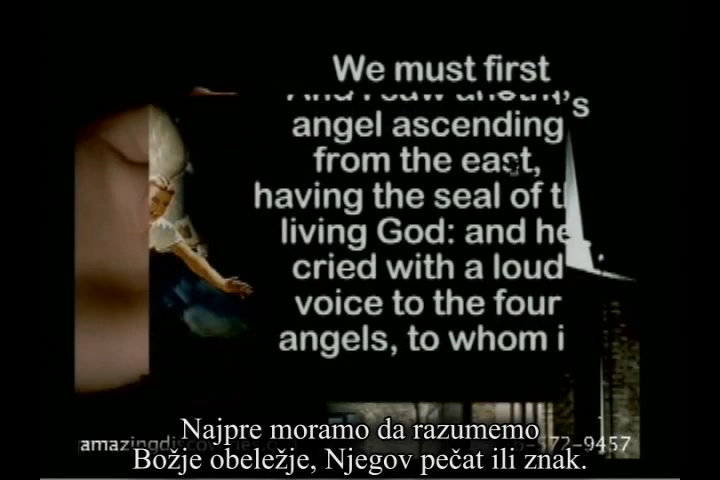 We must first
angel ascending
from the east,
having the seal of
living God: and he
cried with a loud
voice to the four
angels, to whom
Najpre moramo da razumemo
Božje obeležje, Njegov pečat ili znak.